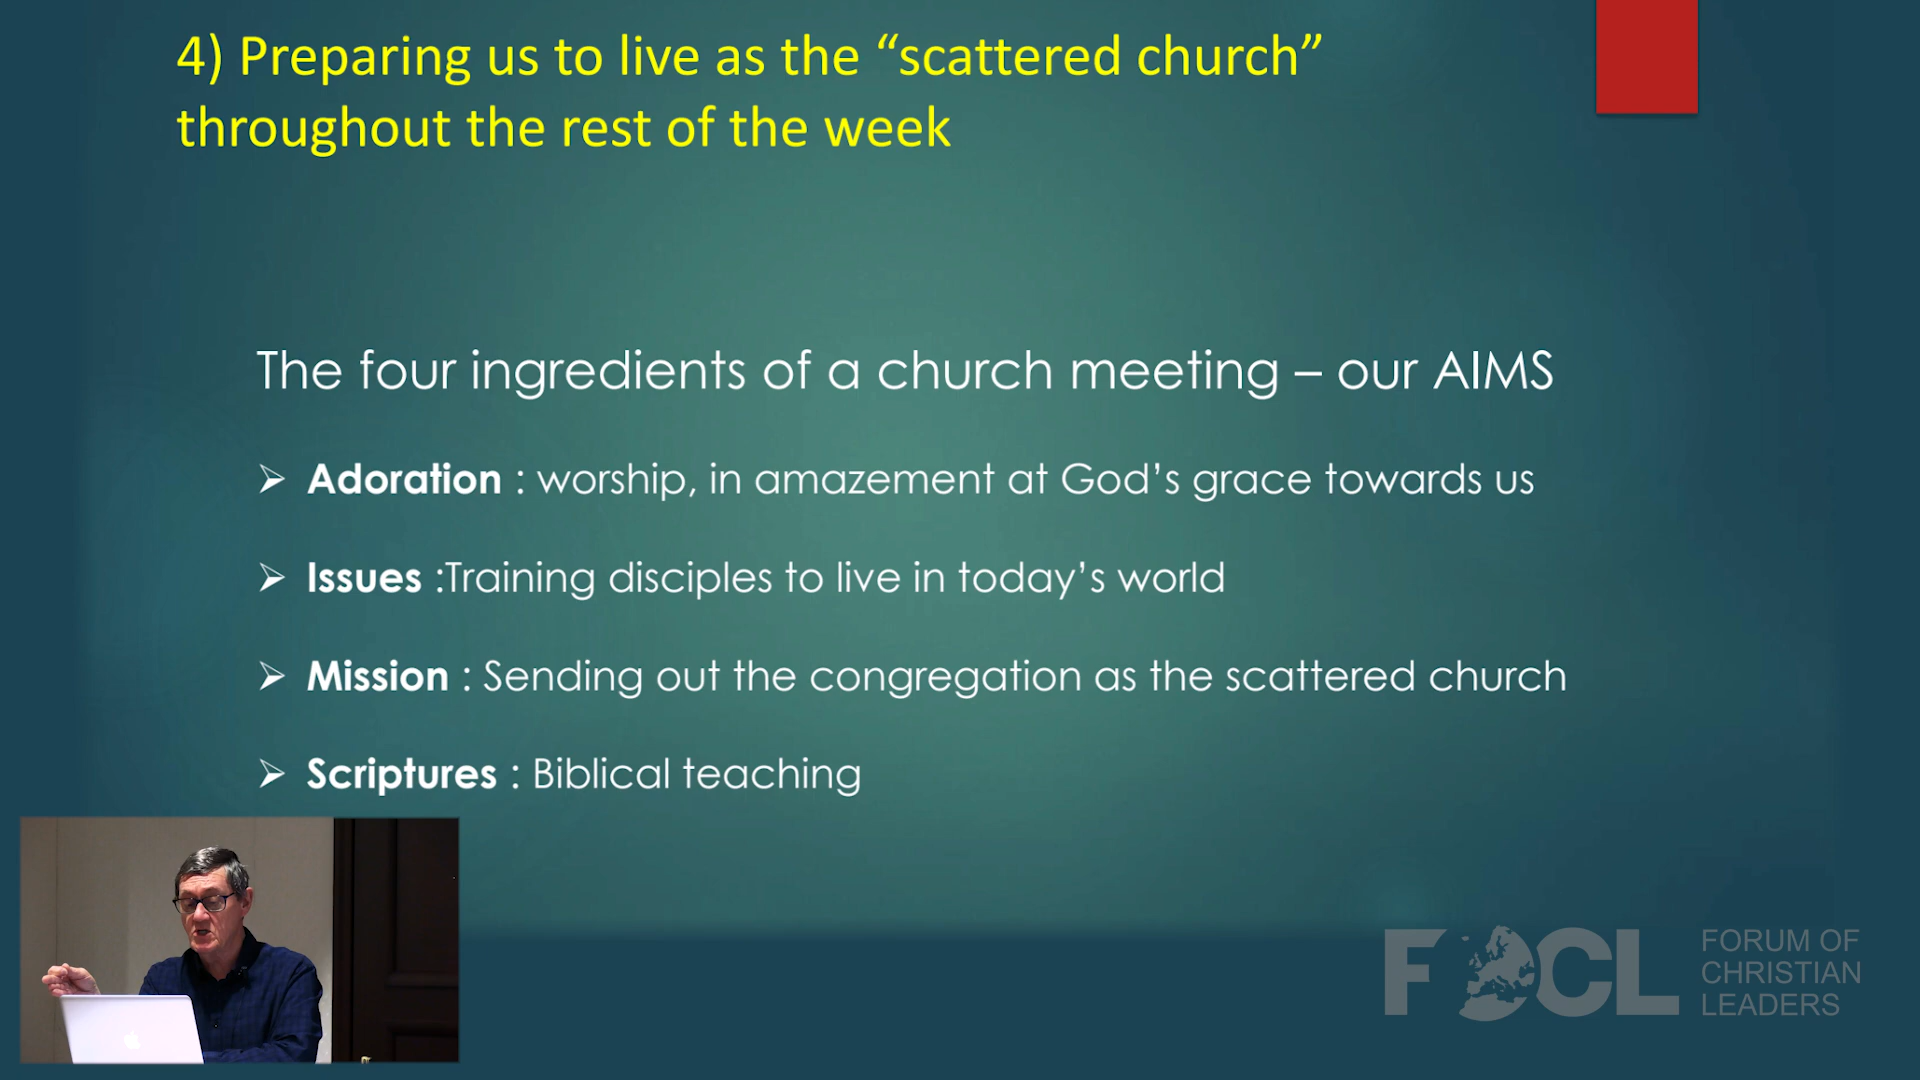 4) Preparing us to live as the “scattered church”
throughout the rest of the week
The four ingredients of a church meeting – our AIMS
➢ Adoration : worship, in amazement at God’s grace towards us
➢ Issues :Training disciples to live in today’s world
➢ Mission : Sending out the congregation as the scattered church
➢ Scriptures : Biblical teaching
FOCL
FORUM OF
CHRISTIAN
LEADERS